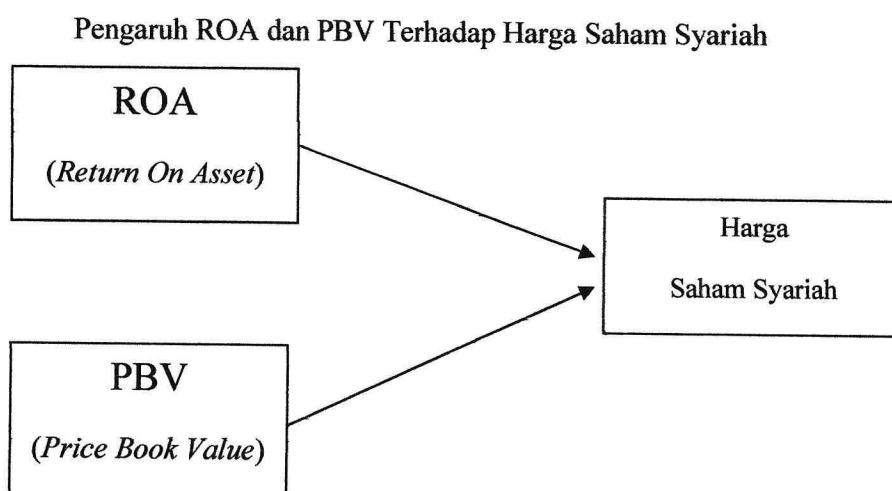 Pengaruh ROA dan PBV Terhadap Harga Saham Syariah
ROA
(Return On Asset)
Harga
Saham Syariah
PBV
(Price Book Value)